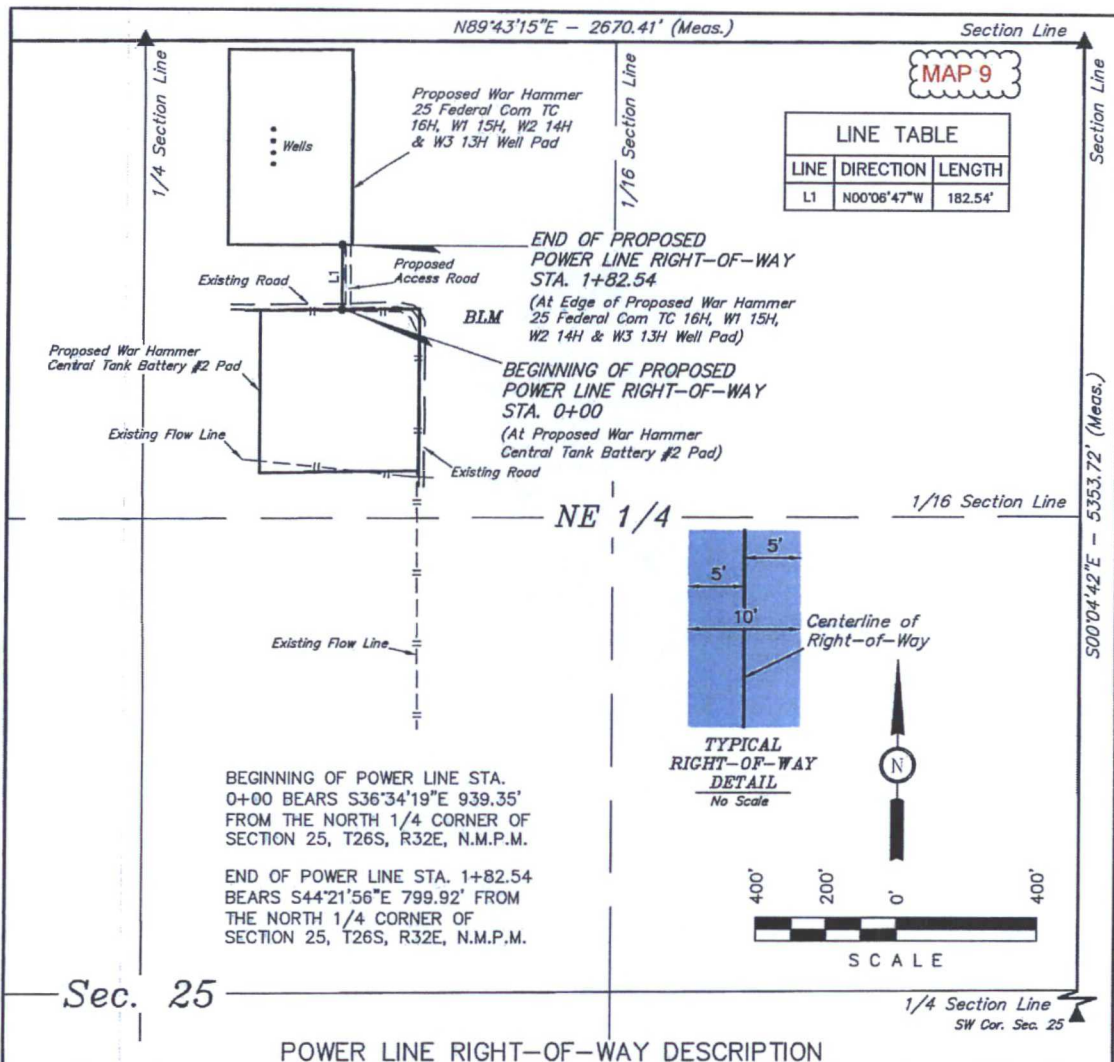 N89°43'15"E - 2670.41' (Meas.)
Section Line
MAP 9
1/4 Section Line
Proposed War Hammer
25 Federal Com TC
16H, W1 15H, W2 14H
& W3 13H Well Pad
Wells
1/16 Section Line
Section Line
LINE TABLE
LINE DIRECTION LENGTH
L1 N00°06'47"W 182.54'
END OF PROPOSED
POWER LINE RIGHT-OF-WAY
STA. 1+82.54
(At Edge of Proposed War Hammer
25 Federal Com TC 16H, W1 15H,
W2 14H & W3 13H Well Pad)
L1
Proposed
Access Road
Existing Road
BLM
Proposed War Hammer
Central Tank Battery #2 Pad
BEGINNING OF PROPOSED
POWER LINE RIGHT-OF-WAY
STA. 0+00
(At Proposed War Hammer
Central Tank Battery #2 Pad)
Existing Flow Line
Existing Road
S00°04'42"E - 5353.72' (Meas.)
1/16 Section Line
NE 1/4
5'
5'
10'
Centerline of
Right-of-Way
Existing Flow Line
TYPICAL
RIGHT-OF-WAY
DETAIL
No Scale
N
BEGINNING OF POWER LINE STA.
0+00 BEARS S36°34'19"E 939.35'
FROM THE NORTH 1/4 CORNER OF
SECTION 25, T26S, R32E, N.M.P.M.
END OF POWER LINE STA. 1+82.54
BEARS S44°21'56"E 799.92' FROM
THE NORTH 1/4 CORNER OF
SECTION 25, T26S, R32E, N.M.P.M.
400' 200' 0' 400'
SCALE
Sec. 25
1/4 Section Line
SW Cor. Sec. 25
POWER LINE RIGHT-OF-WAY DESCRIPTION